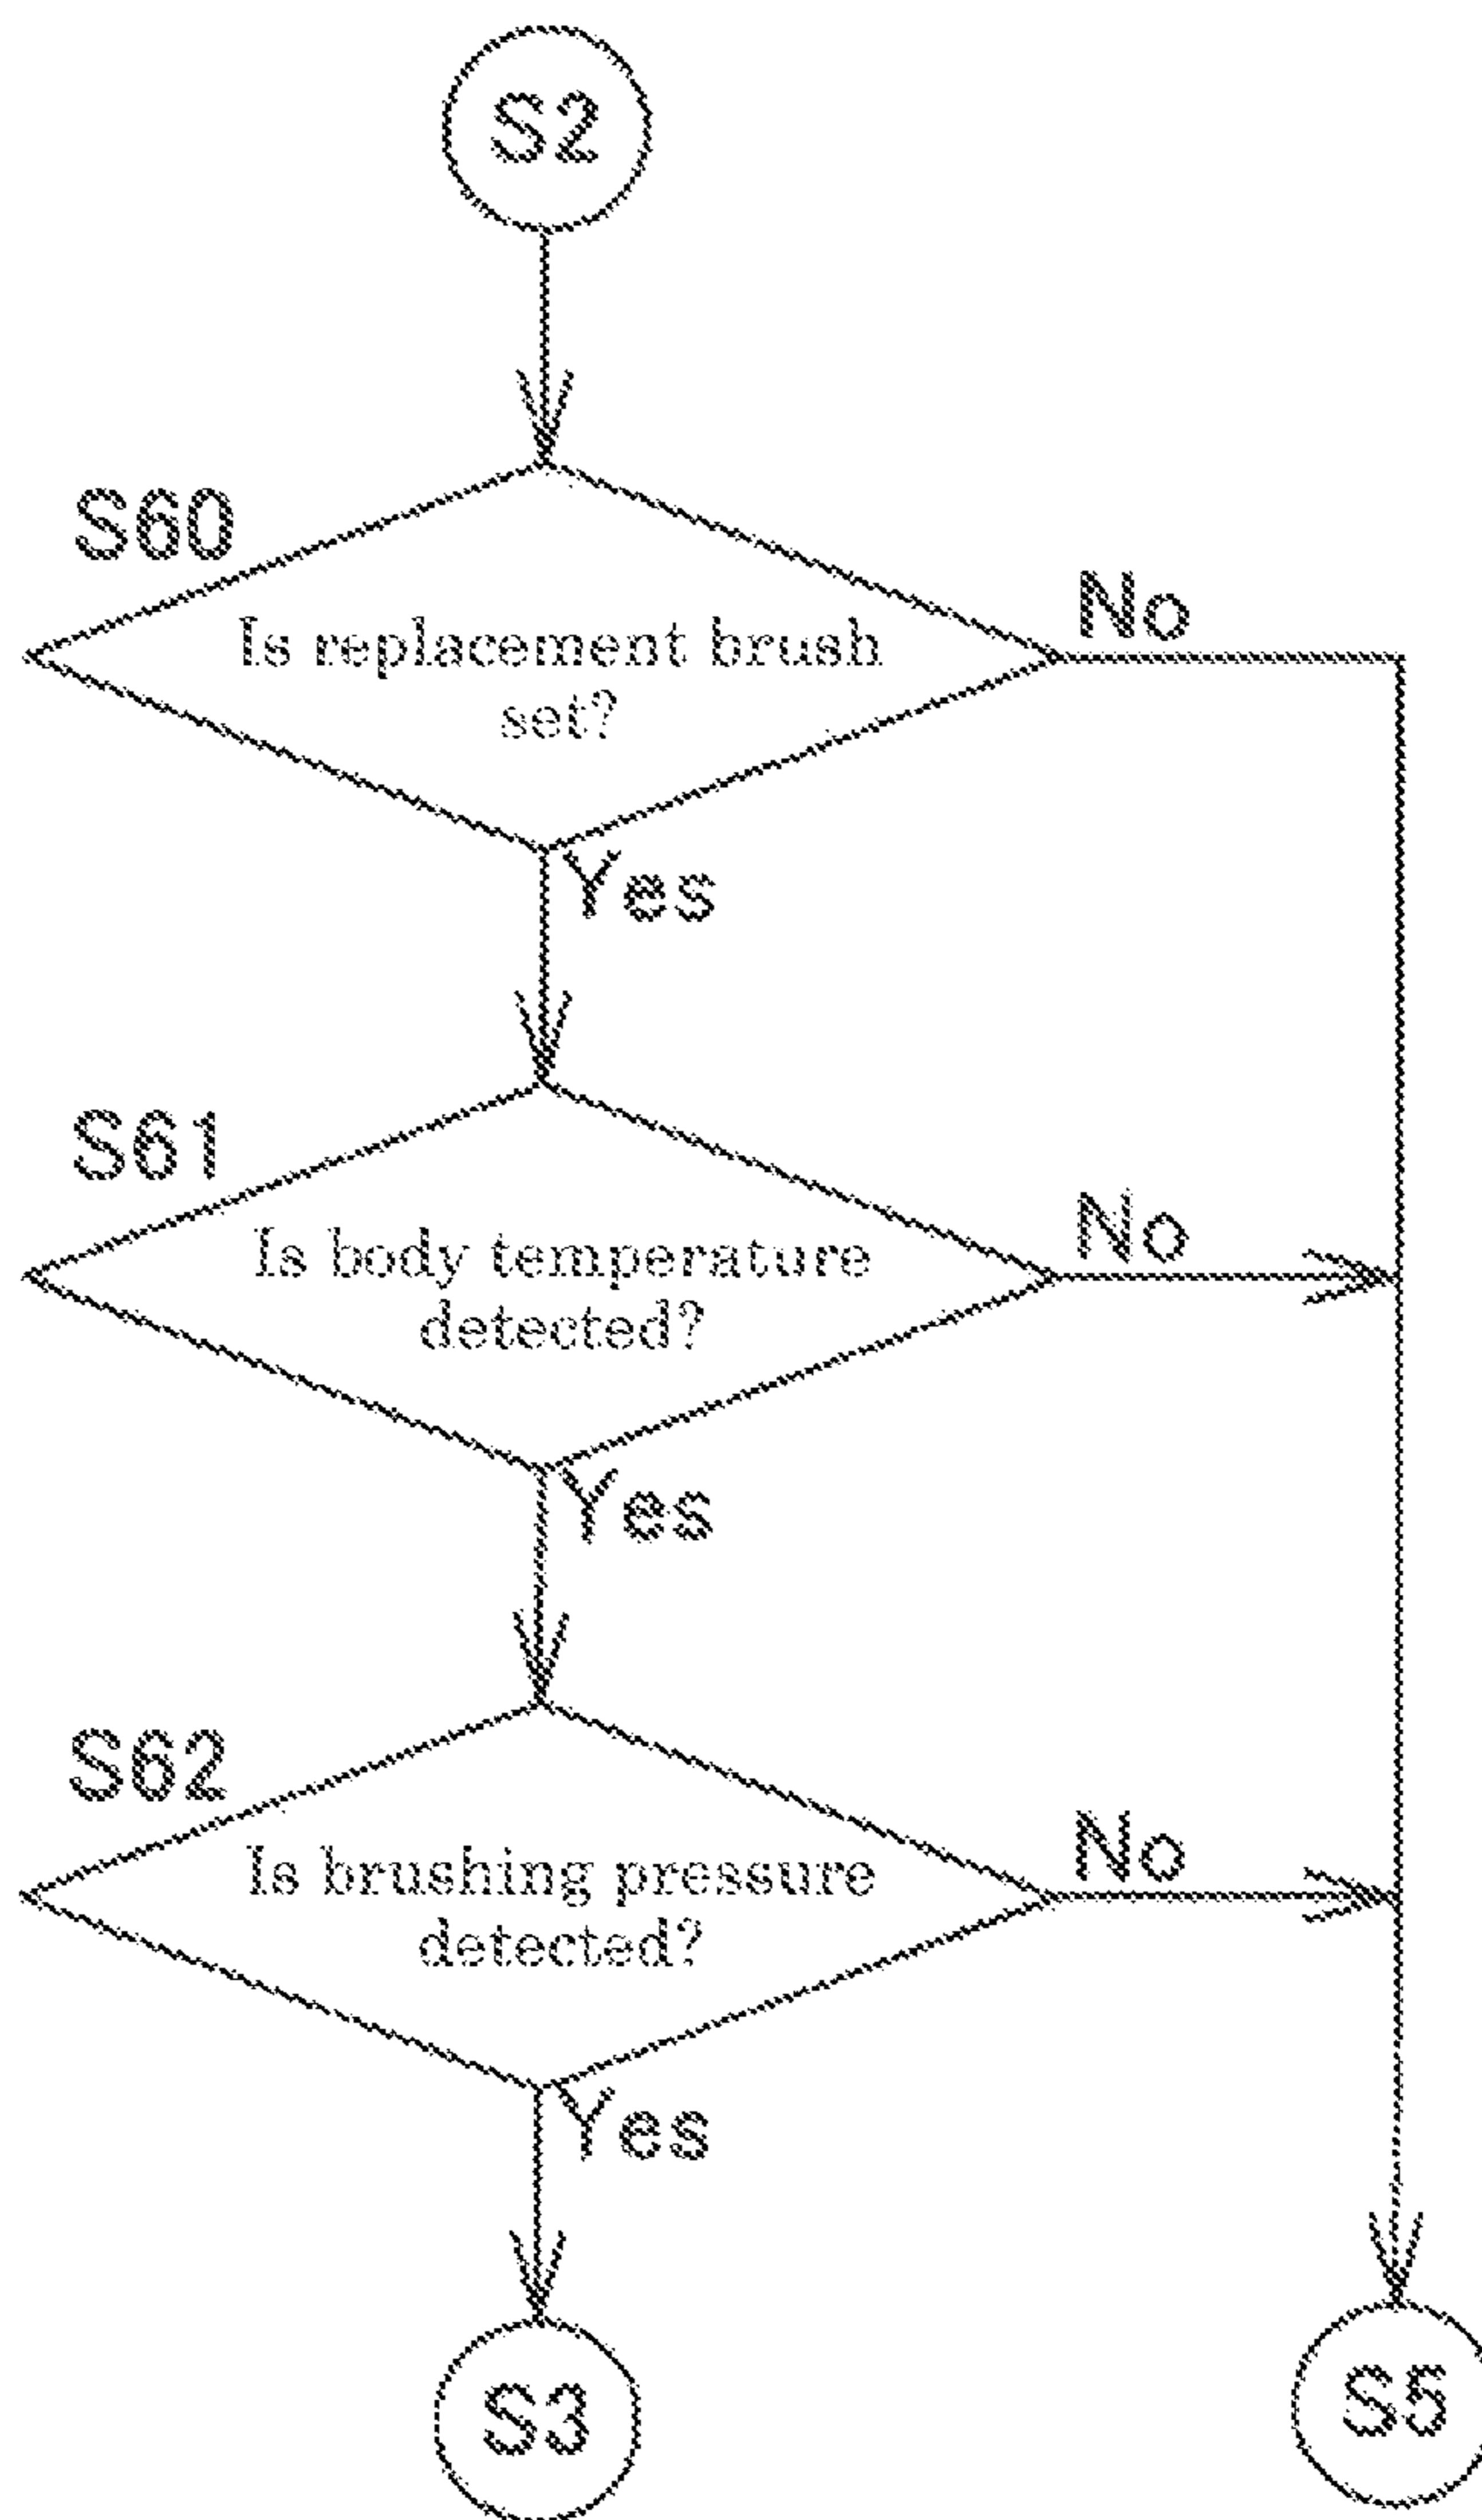 S2
S60
Is replacement brush
set?
No
Yes
S61
Is body temperature
detected?
No
Yes
S62
Is brushing pressure
detected?
No
Yes
S3
S5